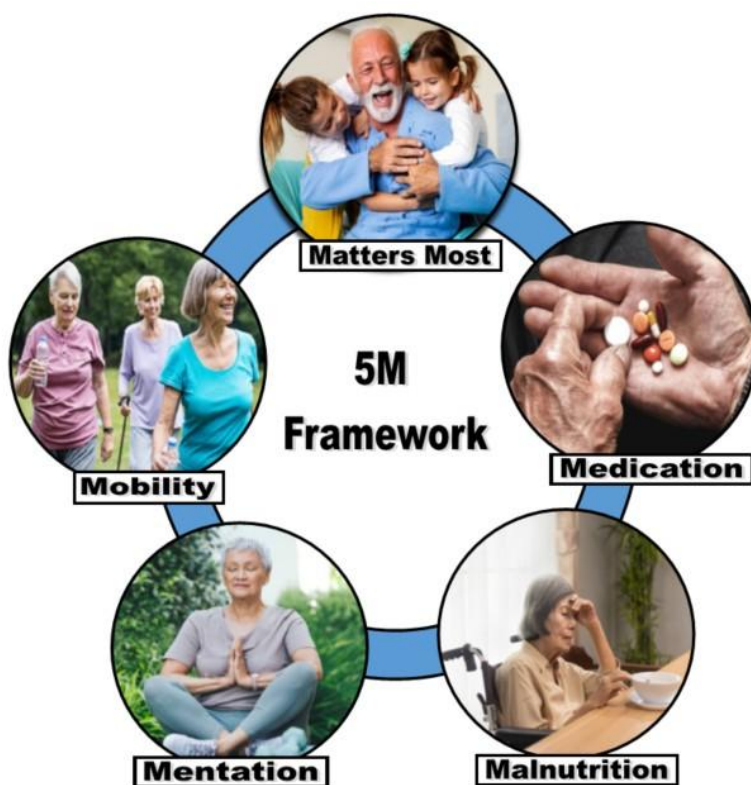 Matters Most
5M
Framework
Mobility
Medication
Mentation
Malnutrition